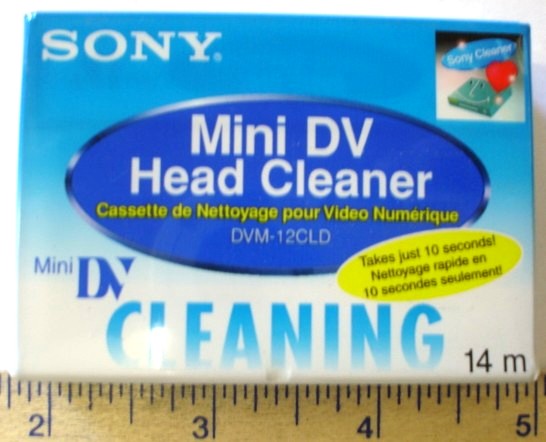 SONY®
Sony Cleaner
Mini DV
Head Cleaner
Cassette de Nettoyage pour Video Numérique
DVM-12CLD
Takes just 10 seconds!
Nettoyage rapide en
10 secondes seulement!
Mini DV
CLEANING
14 m
2 3 4 5